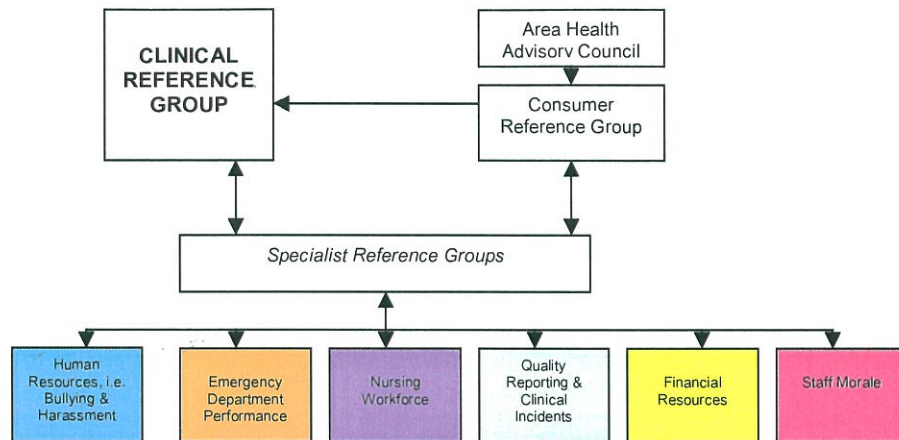 CLINICAL
REFERENCE
GROUP
Area Health
Advisory Council
Consumer
Reference Group
Specialist Reference Groups
Human
Resources, i.e.
Bullying &
Harassment
Emergency
Department
Performance
Nursing
Workforce
Quality
Reporting &
Clinical
Incidents
Financial
Resources
Staff Morale